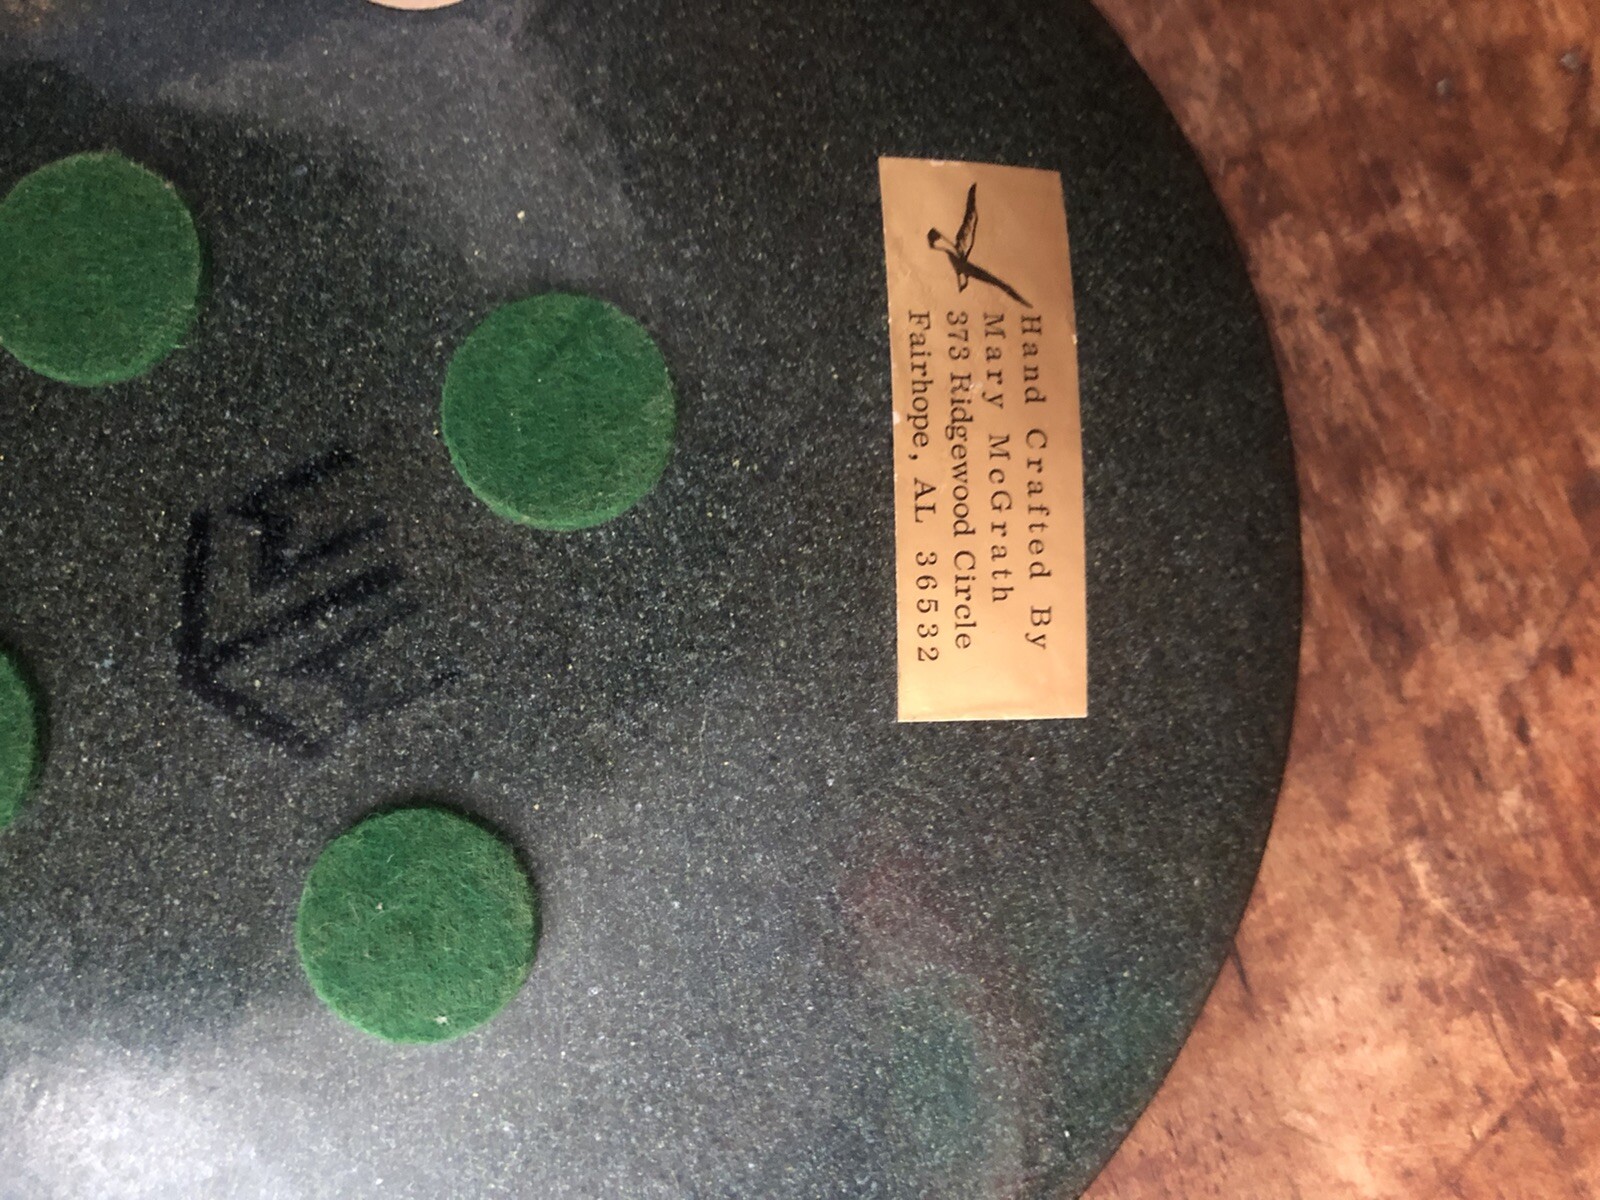 Hand Crafted By
Mary McGrath
373 Ridgewood Circle
Fairhope, AL 36532